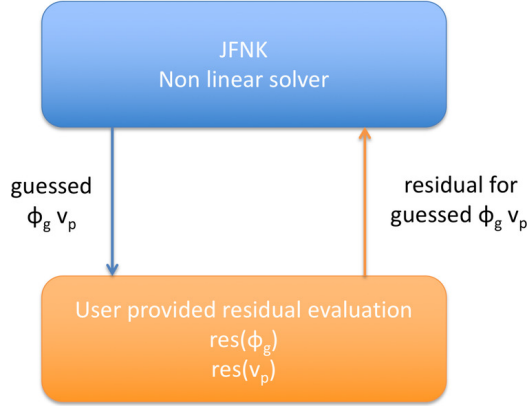 JFNK
Non linear solver
guessed
ϕg vp
residual for
guessed ϕg vp
User provided residual evaluation
res(ϕg)
res(vp)